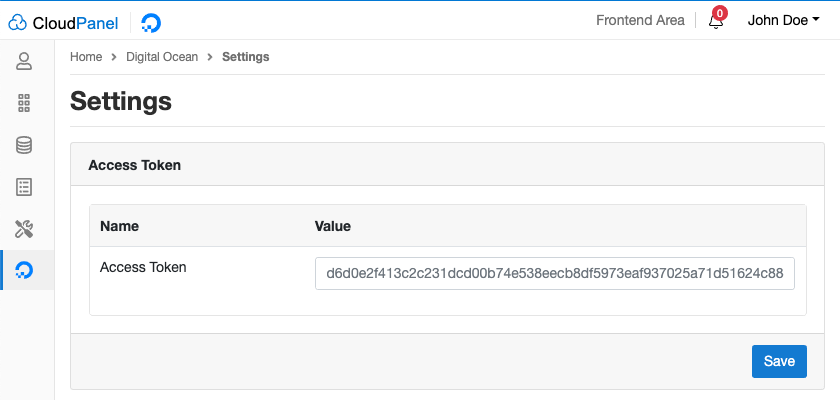 CloudPanel
Frontend Area
0
John Doe
Home > Digital Ocean > Settings
Settings
Access Token
Name Value
Access Token d6d0e2f413c2c231dcd00b74e538eecb8df5973eaf937025a71d51624c88
Save